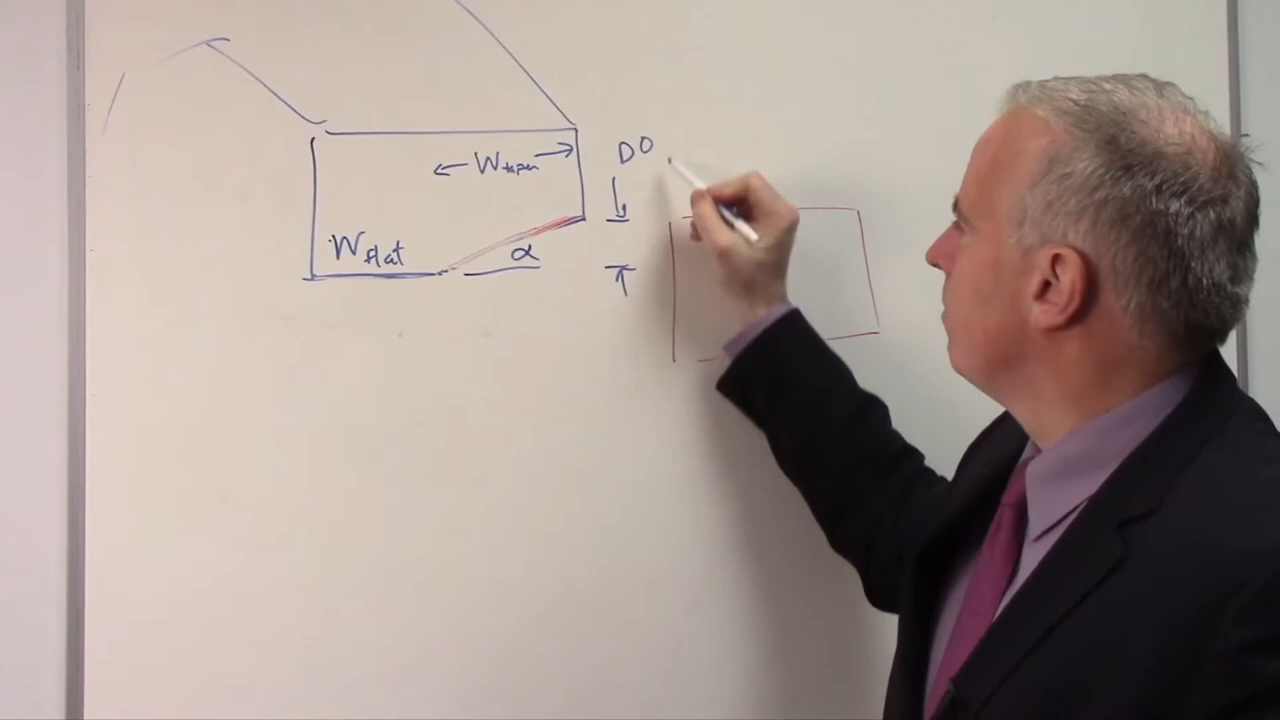 ← W taper →
D0
W flat
α